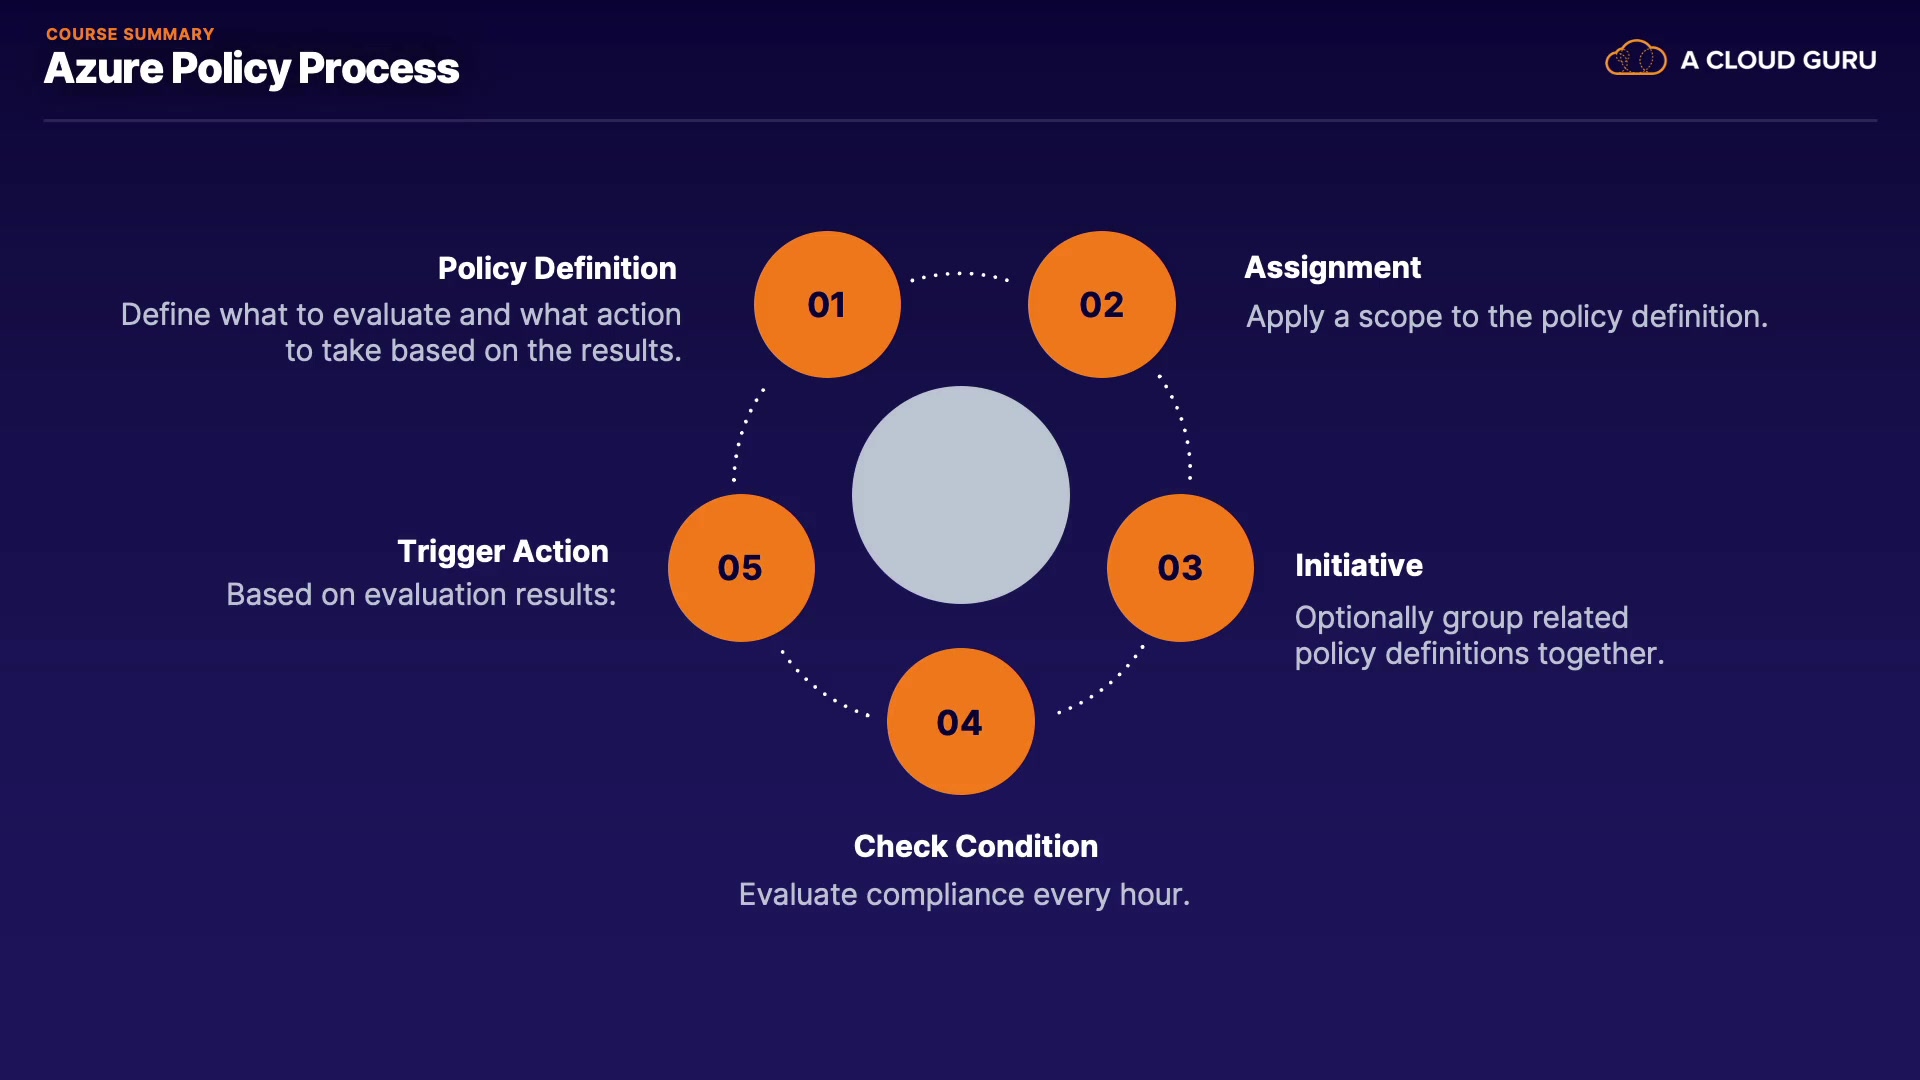 COURSE SUMMARY
Azure Policy Process
A CLOUD GURU
01
Policy Definition
Define what to evaluate and what action
to take based on the results.
02
Assignment
Apply a scope to the policy definition.
03
Initiative
Optionally group related
policy definitions together.
04
Check Condition
Evaluate compliance every hour.
05
Trigger Action
Based on evaluation results: